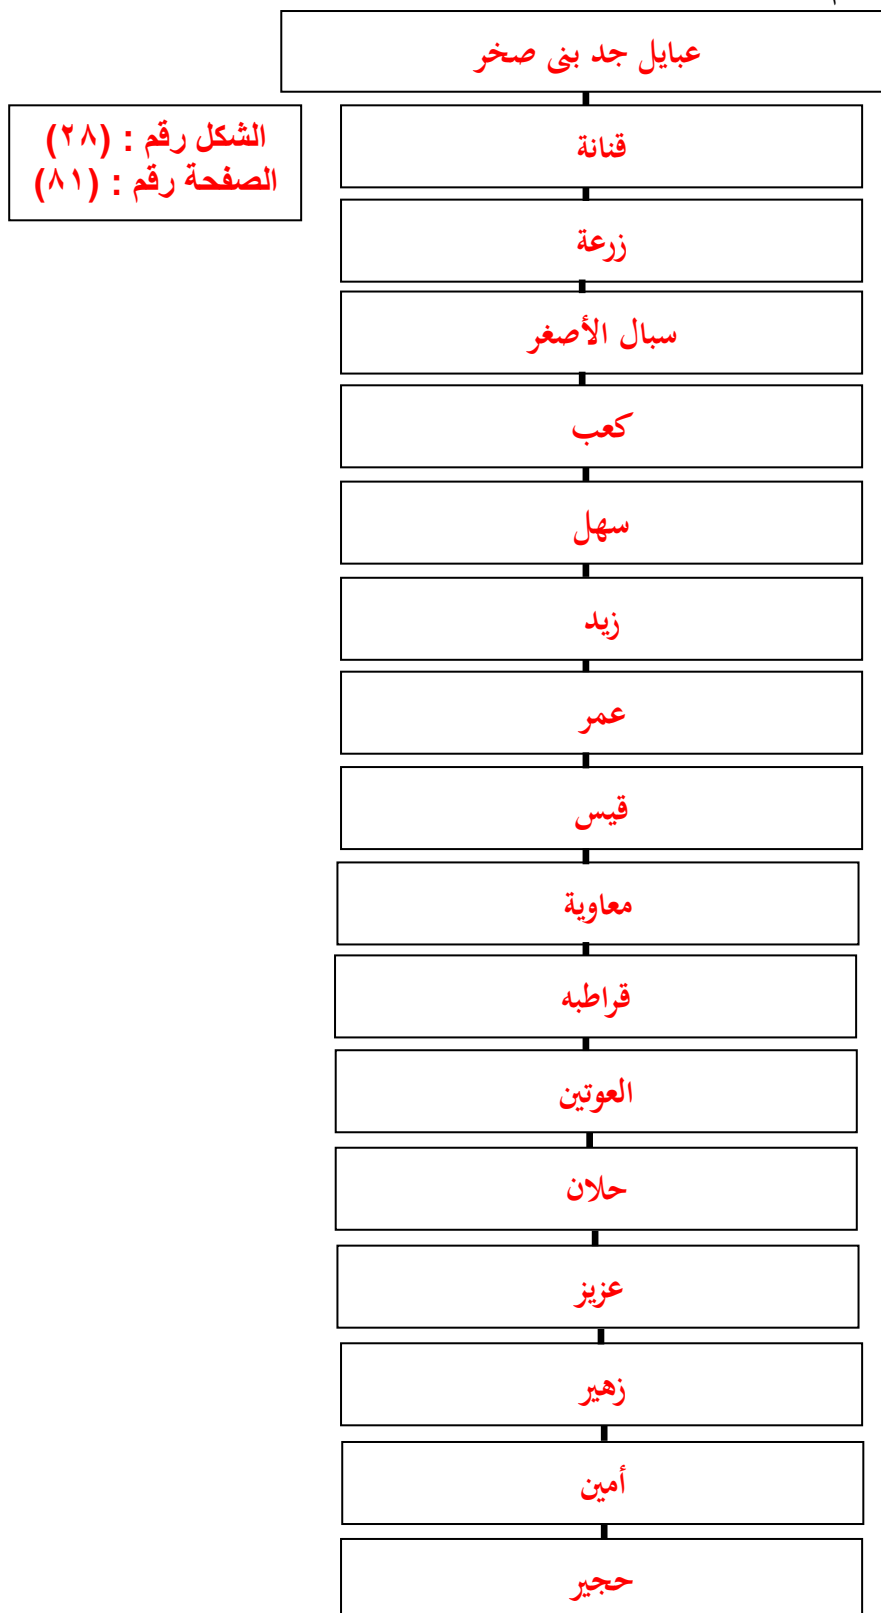 عبايل جد بنى صخر
الشكل رقم : (٢٨)
الصفحة رقم : (٨١)
قنانة
زرعة
سبال الأصغر
كعب
سهل
زيد
عمر
قيس
معاوية
قراطبه
العوتين
حلان
عزيز
زهير
أمين
حجير